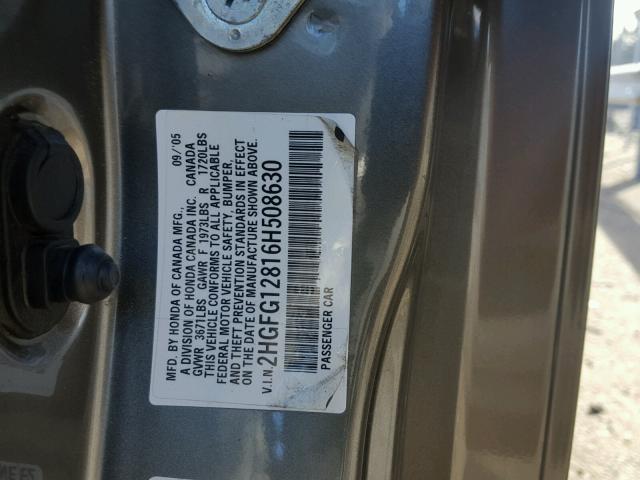 MFD. BY HONDA OF CANADA MFG., 09/'05
A DIVISION OF HONDA CANADA INC. CANADA
GVWR 3671LBS GAWR F 1973LBS R 1720LBS
THIS VEHICLE CONFORMS TO ALL APPLICABLE
FEDERAL MOTOR VEHICLE SAFETY, BUMPER,
AND THEFT PREVENTION STANDARDS IN EFFECT
ON THE DATE OF MANUFACTURE SHOWN ABOVE.
V.I.N. 2HGFG12816H508630
PASSENGER CAR